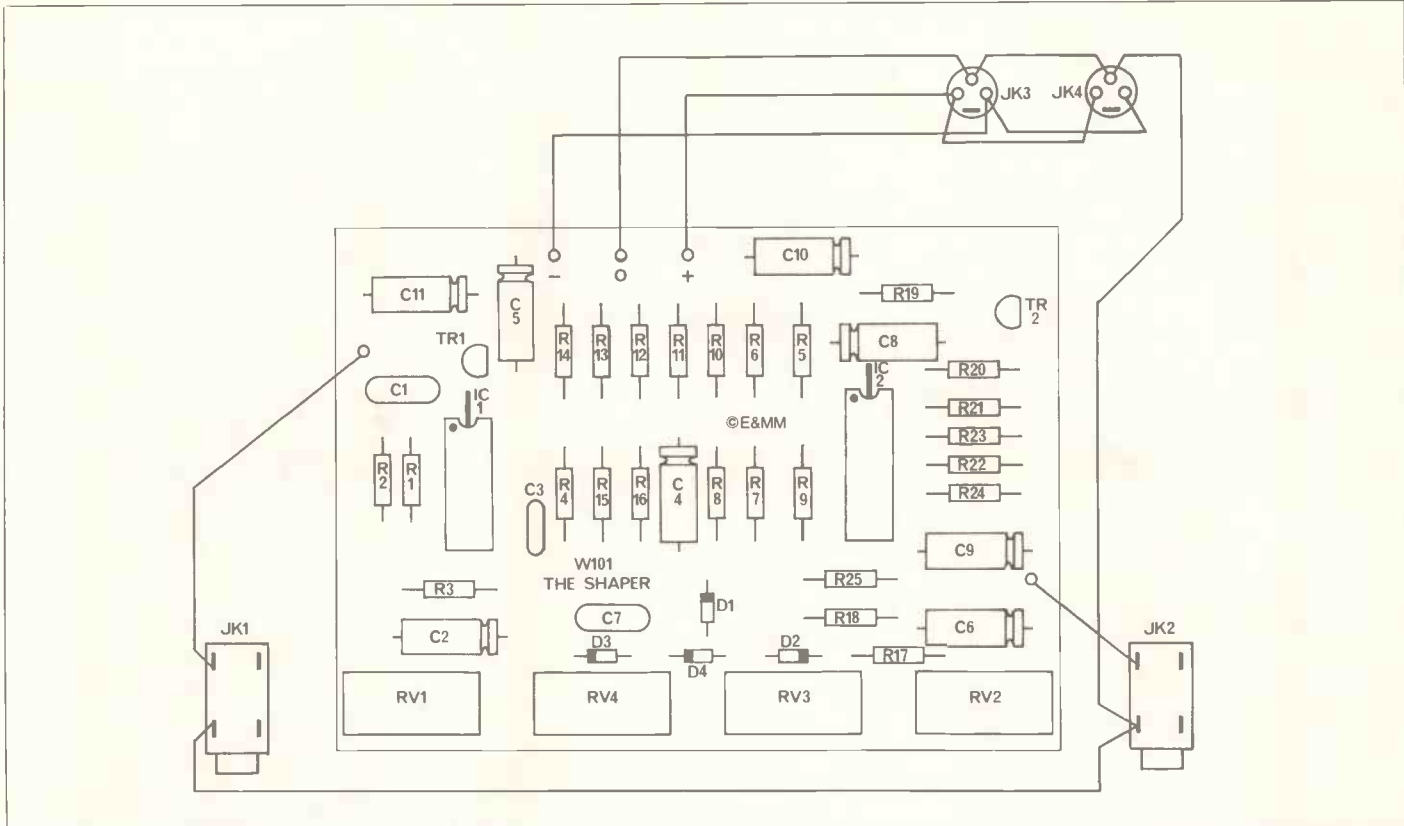 JK3
JK4
C10
C11
C
5
−
O
+
R19
TR
2
TR1
R
14
R
13
R
12
R
11
R
10
R
6
R
5
C8
IC
2
R20
C1
IC
1
R21
©E&MM
R23
R22
R24
R
2
R
1
C3
R
4
R
15
R
16
C
4
R
8
R
7
R
9
C9
W101
THE SHAPER
R3
R25
D1
C7
R18
C6
JK1
C2
JK2
D3
D4
D2
R17
RV1
RV4
RV3
RV2